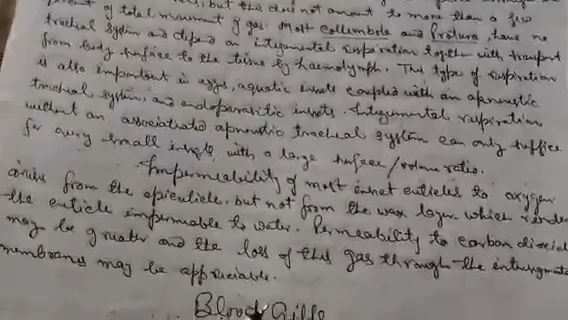 percent of total movement of gas. Most collembola and Protura, have no
tracheal system and depend on integumental respiration together with transport
from body surface to the tissue by haemolymph. This type of respiration
is also important in eggs, aquatic insects coupled with an apneustic
tracheal system, and endoparasitic insects. Integumental respiration
without an associated apneustic tracheal system can only suffice
for very small insects with a large surface/volume ratio.
Impermeability of most insect cuticles to oxygen
arises from the epicuticle, but not from the wax layer which render
the cuticle impermeable to water. Permeability to carbon dioxide
may be greater and the loss of this gas through the integument
membranes may be appreciable.
Blood Gills